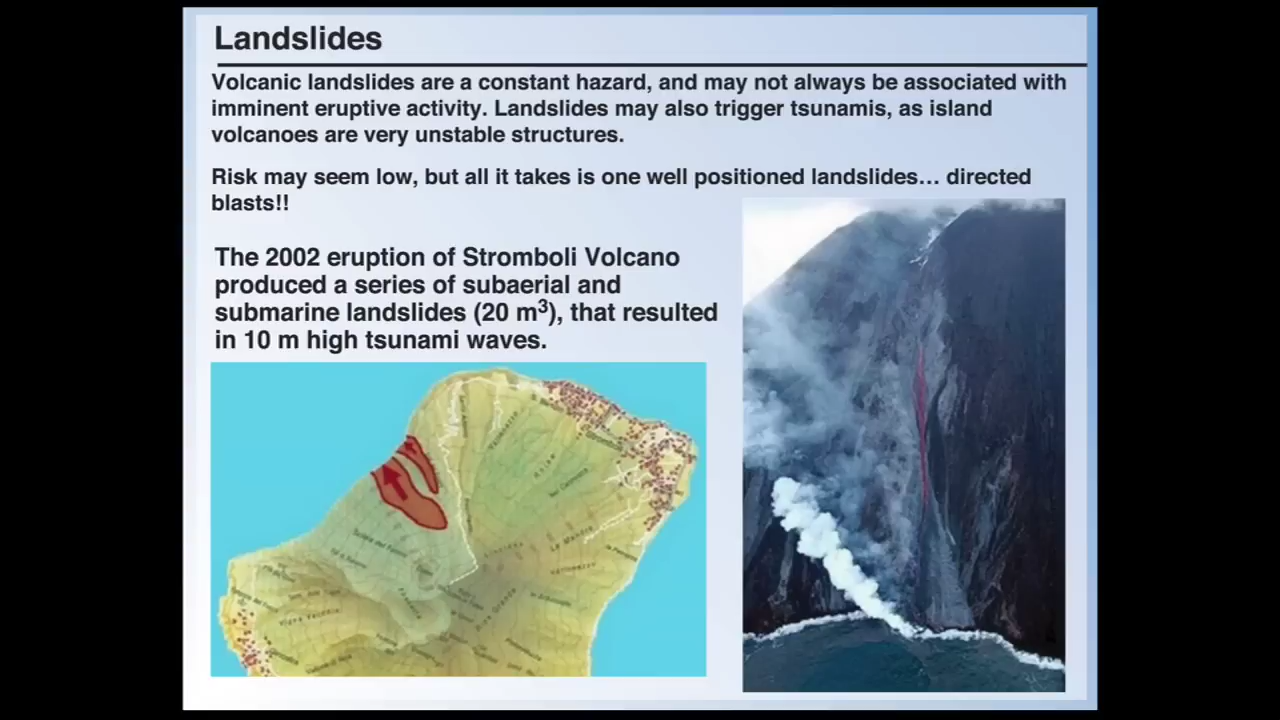 Landslides
Volcanic landslides are a constant hazard, and may not always be associated with
imminent eruptive activity. Landslides may also trigger tsunamis, as island
volcanoes are very unstable structures.
Risk may seem low, but all it takes is one well positioned landslides… directed
blasts!!
The 2002 eruption of Stromboli Volcano
produced a series of subaerial and
submarine landslides (20 m³), that resulted
in 10 m high tsunami waves.